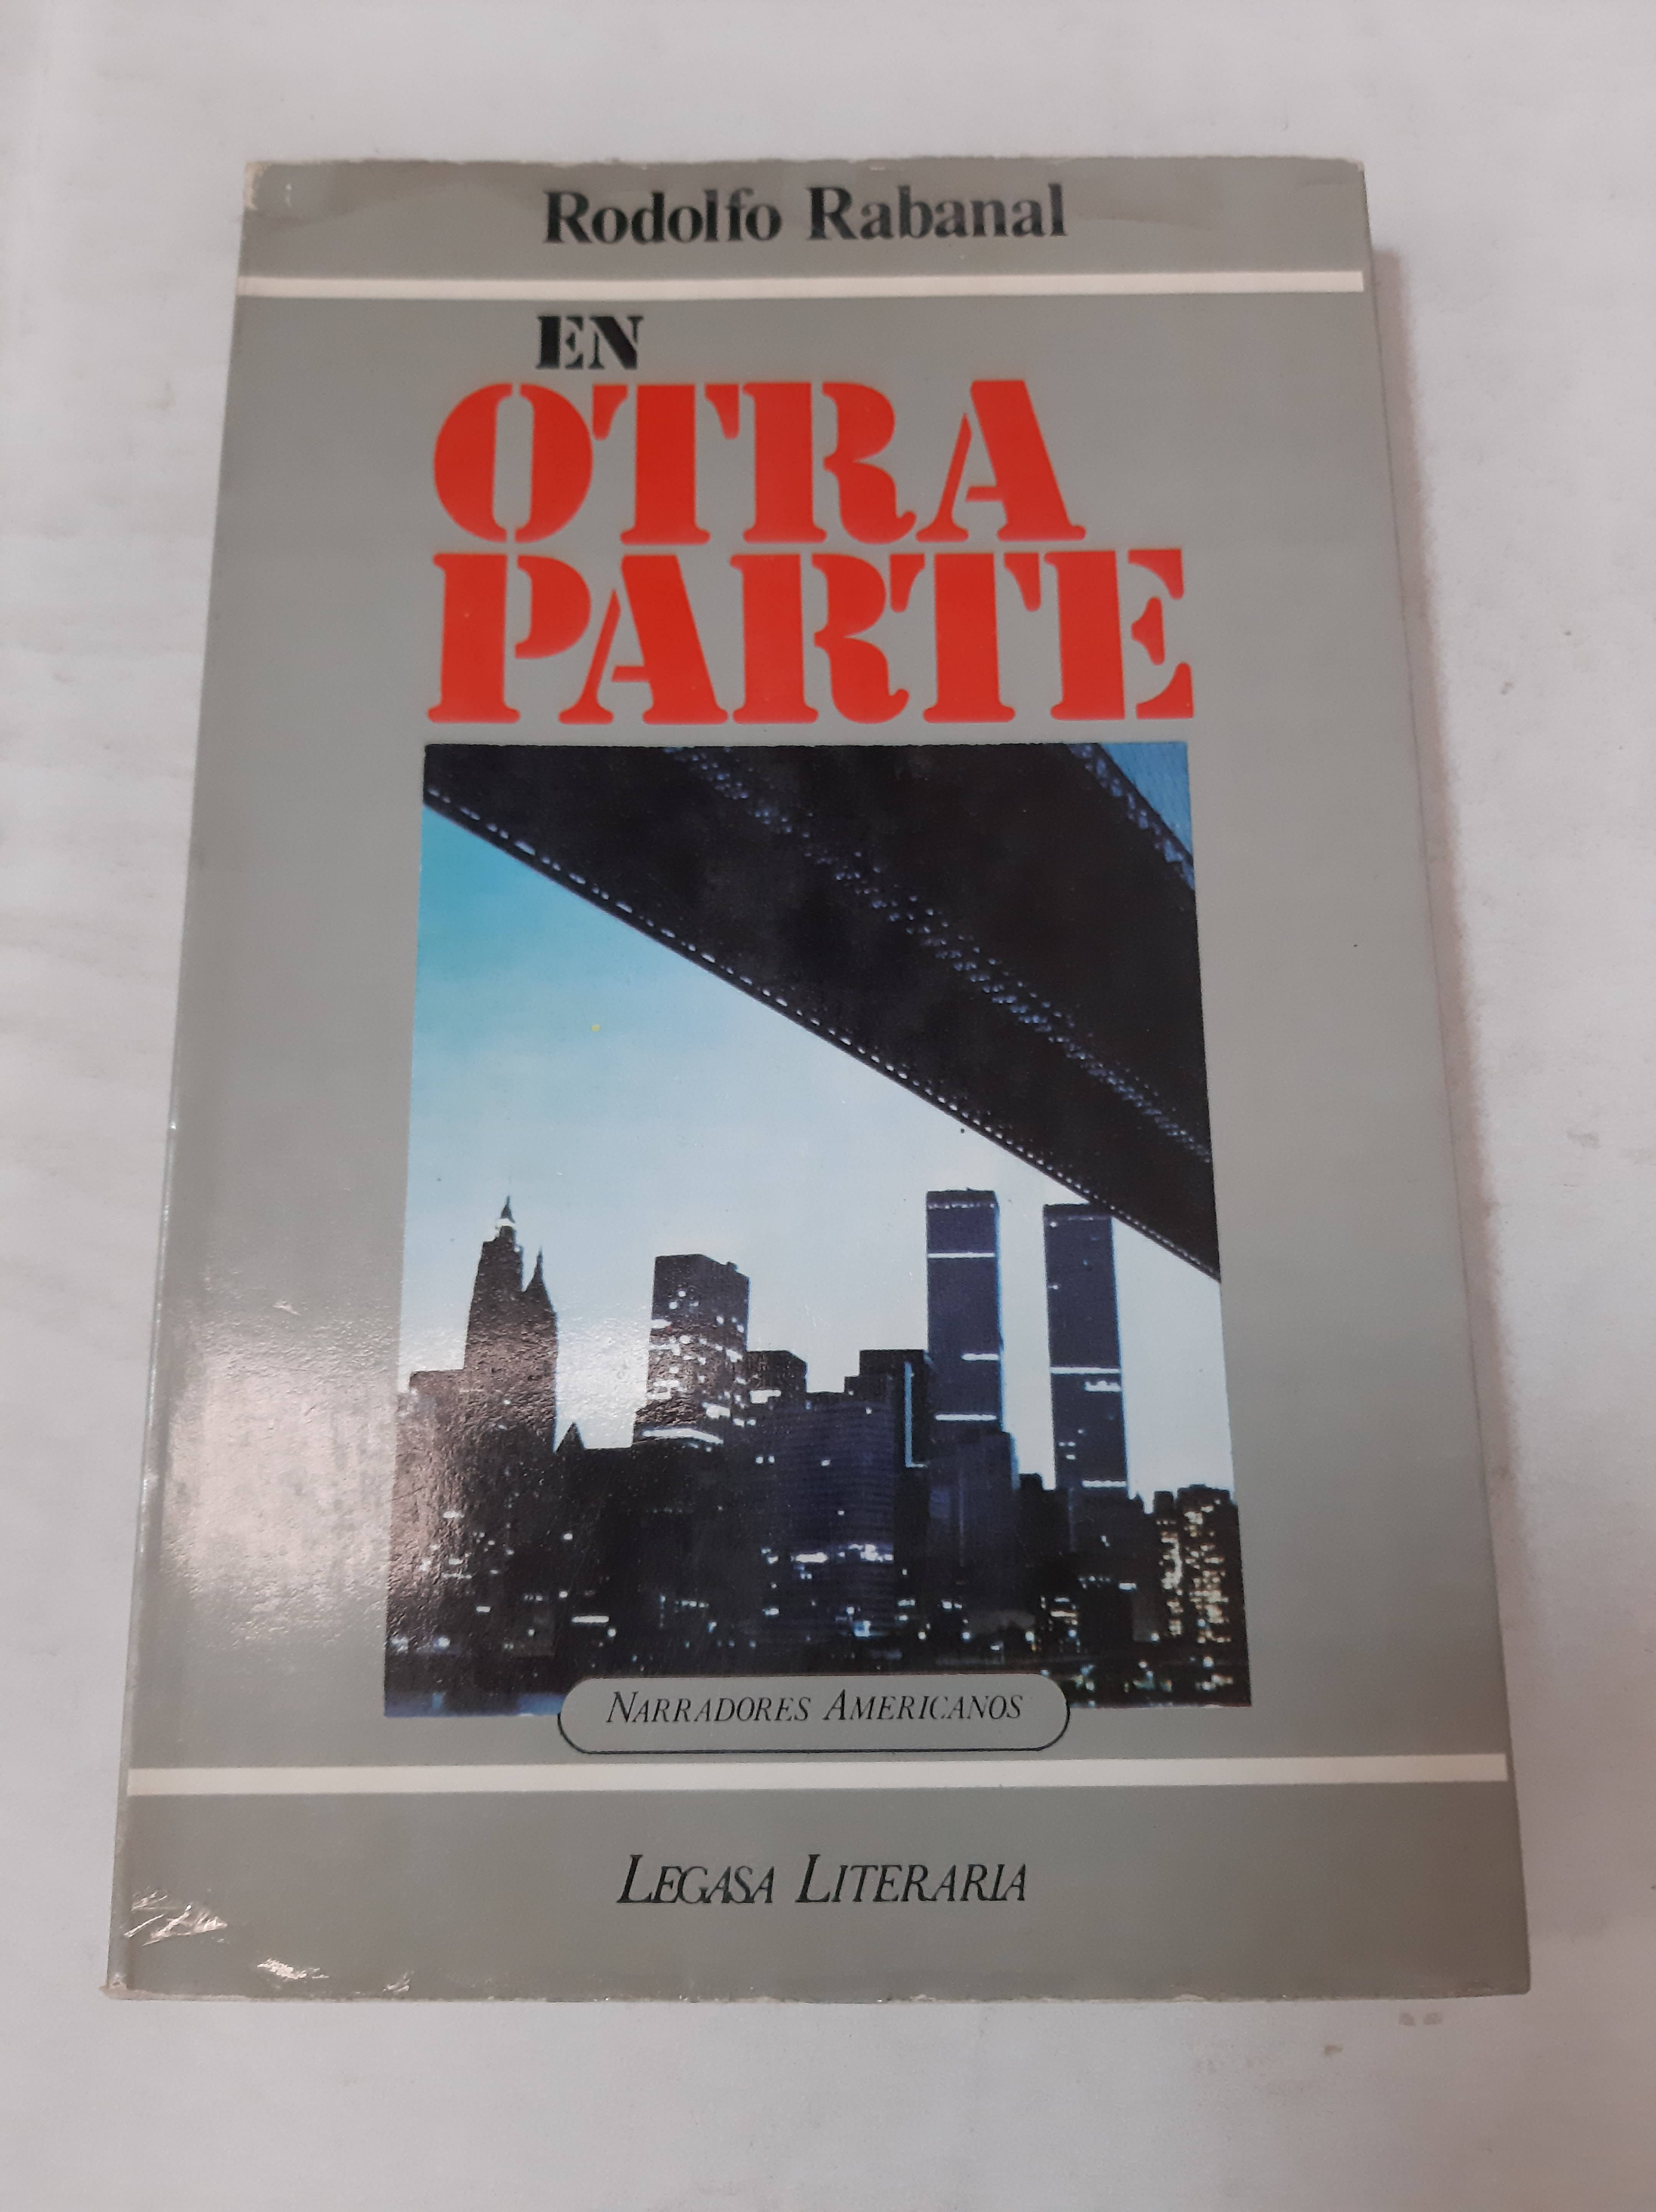 Rodolfo Rabanal
EN
OTRA
PARTE
NARRADORES AMERICANOS
LEGASA LITERARIA